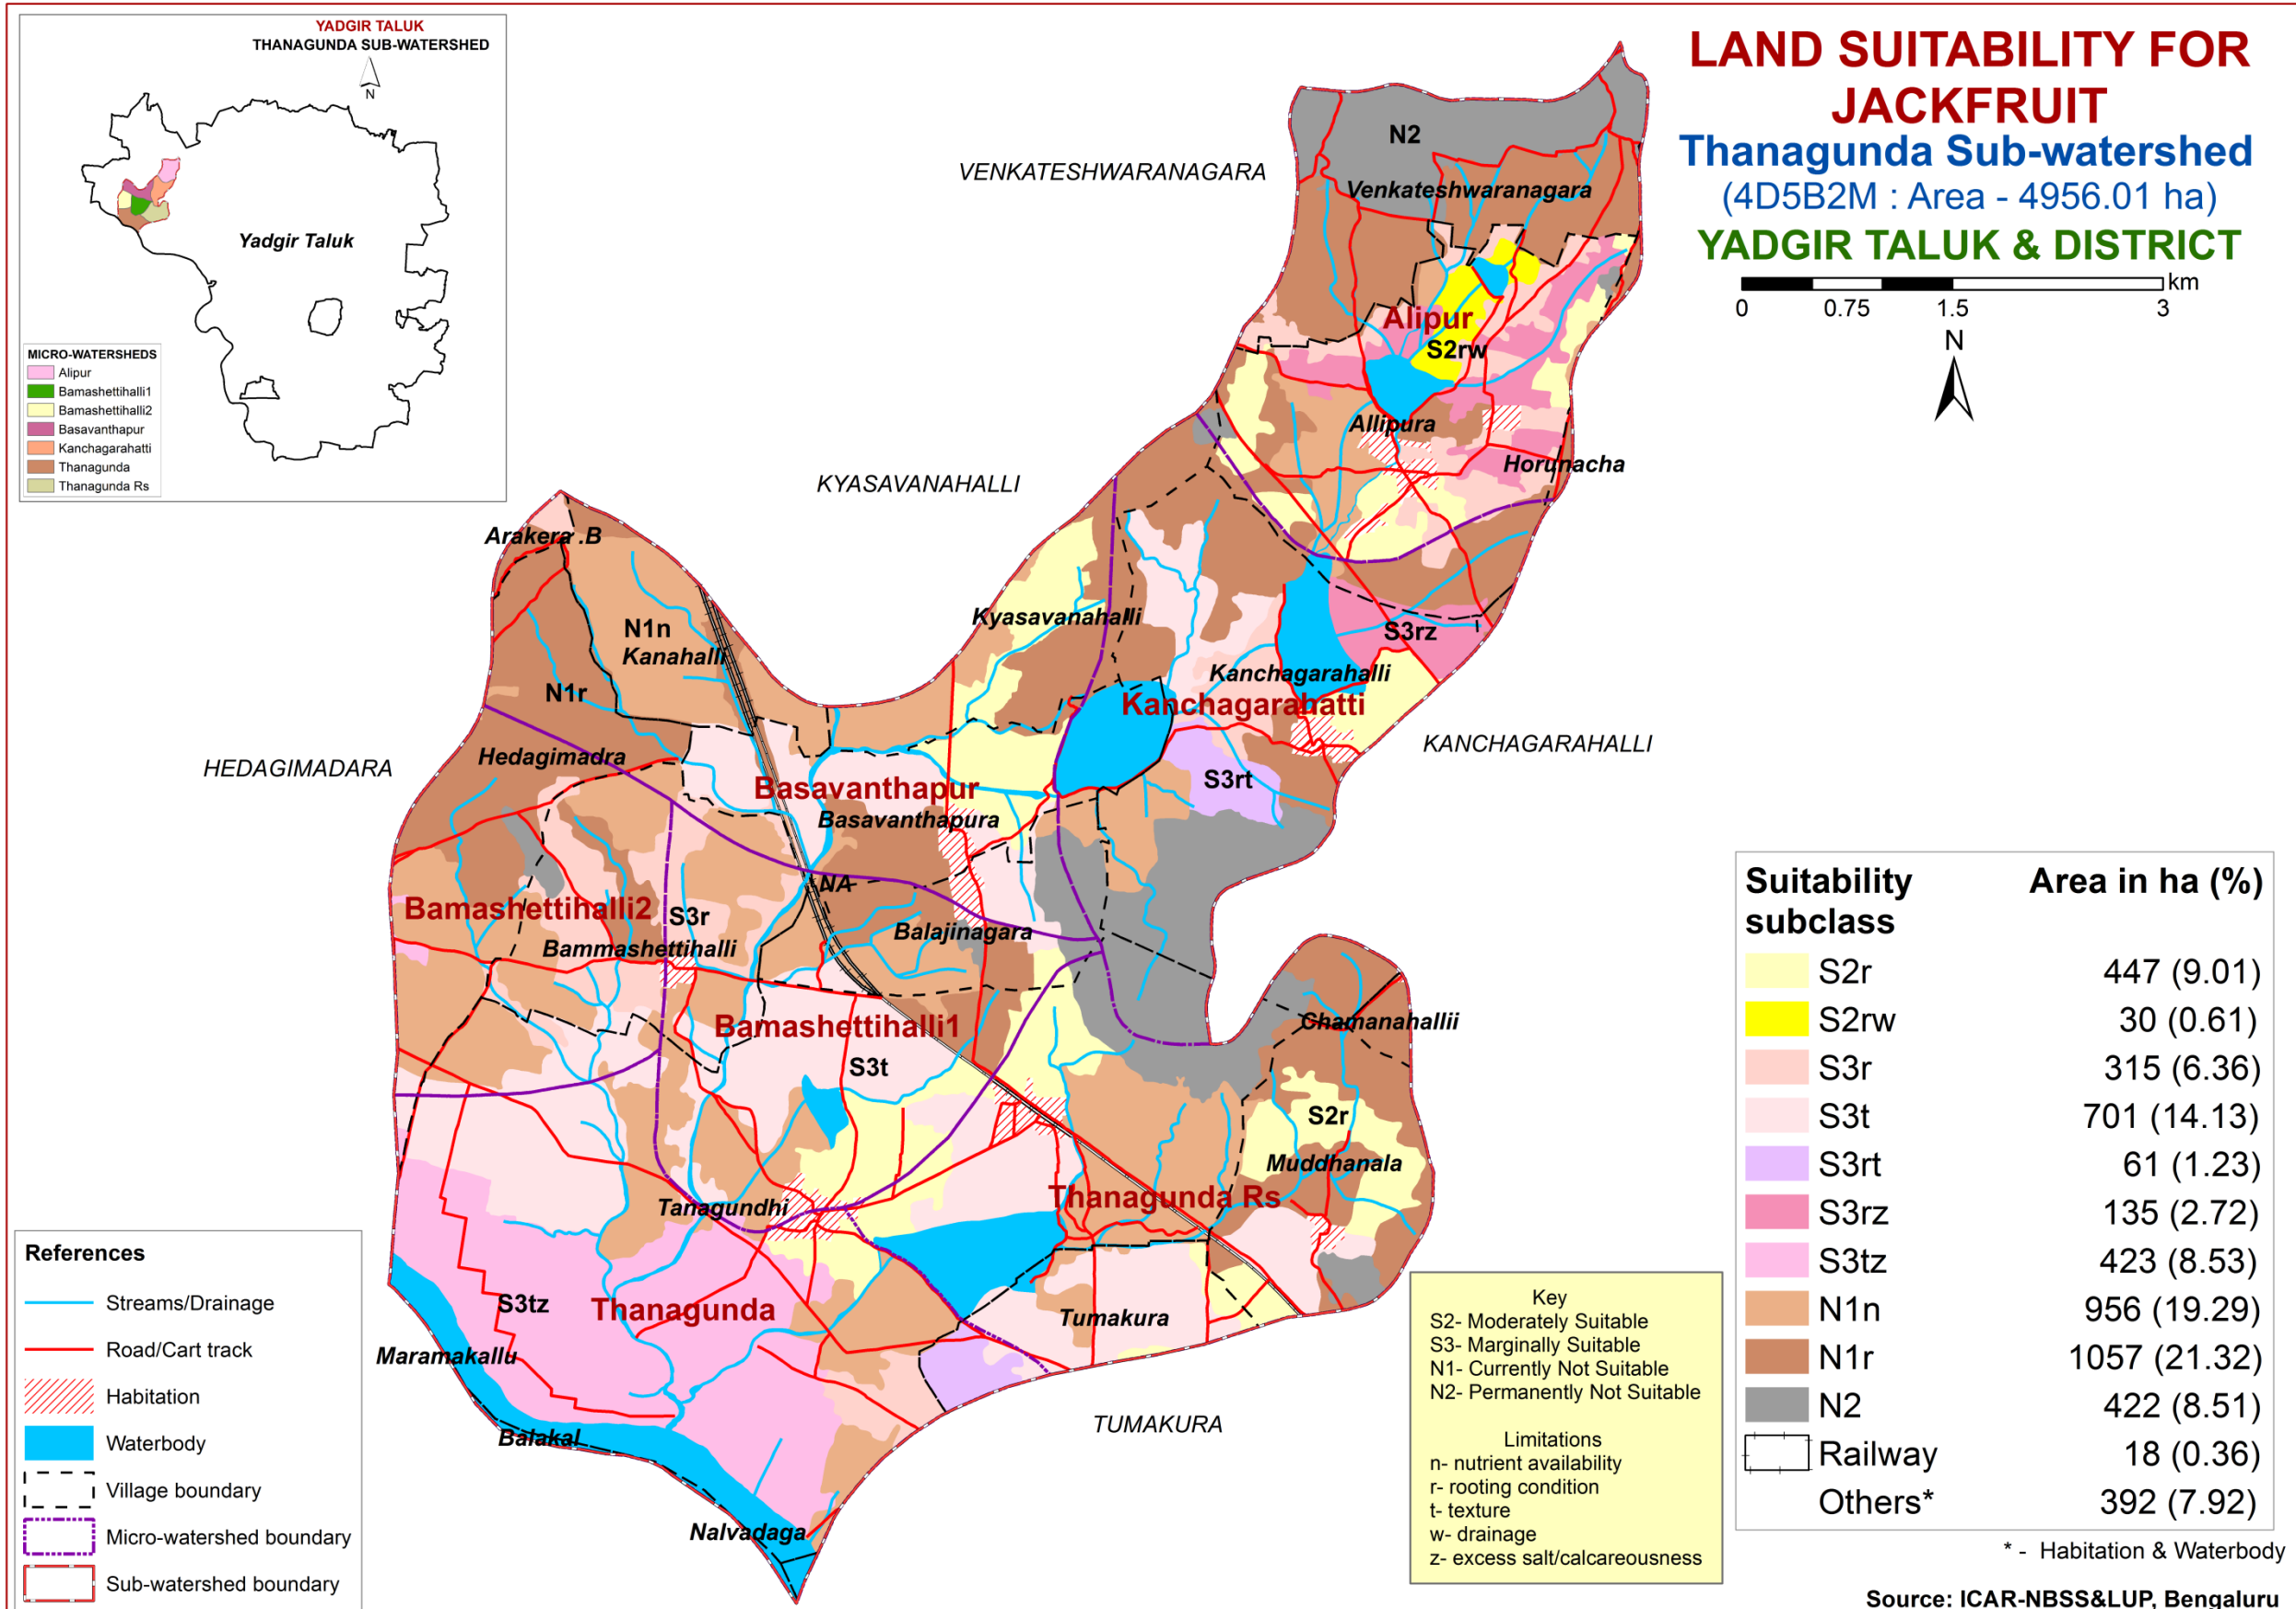 YADGIR TALUK
THANAGUNDA SUB-WATERSHED
N
Yadgir Taluk
MICRO-WATERSHEDS
Alipur
Bamashettihalli1
Bamashettihalli2
Basavanthapur
Kanchagarahatti
Thanagunda
Thanagunda Rs
LAND SUITABILITY FOR
JACKFRUIT
Thanagunda Sub-watershed
(4D5B2M : Area - 4956.01 ha)
YADGIR TALUK & DISTRICT
km
0 0.75 1.5 3
N
N2
VENKATESHWARANAGARA
Venkateshwaranagara
Alipur
S2rw
Allipura
Horunacha
KYASAVANAHALLI
Arakera .B
Kyasavanahalli
N1n
Kanahalli
S3rz
Kanchagarahalli
N1r
Kanchagarahatti
KANCHAGARAHALLI
Hedagimadra
HEDAGIMADARA
Basavanthapur
S3rt
Basavanthapura
NA
Bamashettihalli2
S3r
Balajinagara
Bammashettihalli
Bamashettihalli1
Chamanahallii
S3t
S2r
Muddhanala
Thanagunda Rs
Tanagundhi
S3tz
Thanagunda
Tumakura
Maramakallu
Balakal
TUMAKURA
Nalvadaga
References
Streams/Drainage
Road/Cart track
Habitation
Waterbody
Village boundary
Micro-watershed boundary
Sub-watershed boundary
Key
S2- Moderately Suitable
S3- Marginally Suitable
N1- Currently Not Suitable
N2- Permanently Not Suitable
Limitations
n- nutrient availability
r- rooting condition
t- texture
w- drainage
z- excess salt/calcareousness
Suitability subclass Area in ha (%)
S2r 447 (9.01)
S2rw 30 (0.61)
S3r 315 (6.36)
S3t 701 (14.13)
S3rt 61 (1.23)
S3rz 135 (2.72)
S3tz 423 (8.53)
N1n 956 (19.29)
N1r 1057 (21.32)
N2 422 (8.51)
Railway 18 (0.36)
Others* 392 (7.92)
* - Habitation & Waterbody
Source: ICAR-NBSS&LUP, Bengaluru